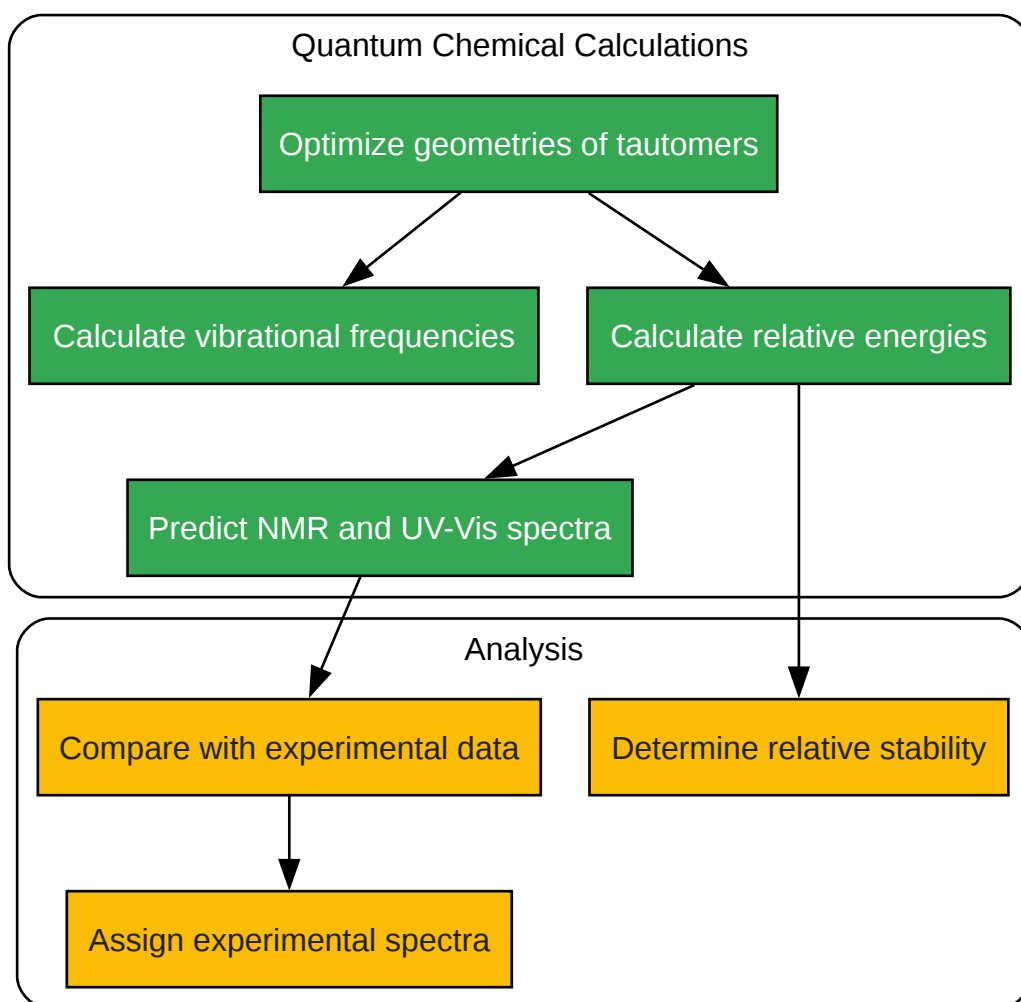 Quantum Chemical Calculations
Optimize geometries of tautomers
Calculate vibrational frequencies
Calculate relative energies
Predict NMR and UV-Vis spectra
Analysis
Compare with experimental data
Determine relative stability
Assign experimental spectra